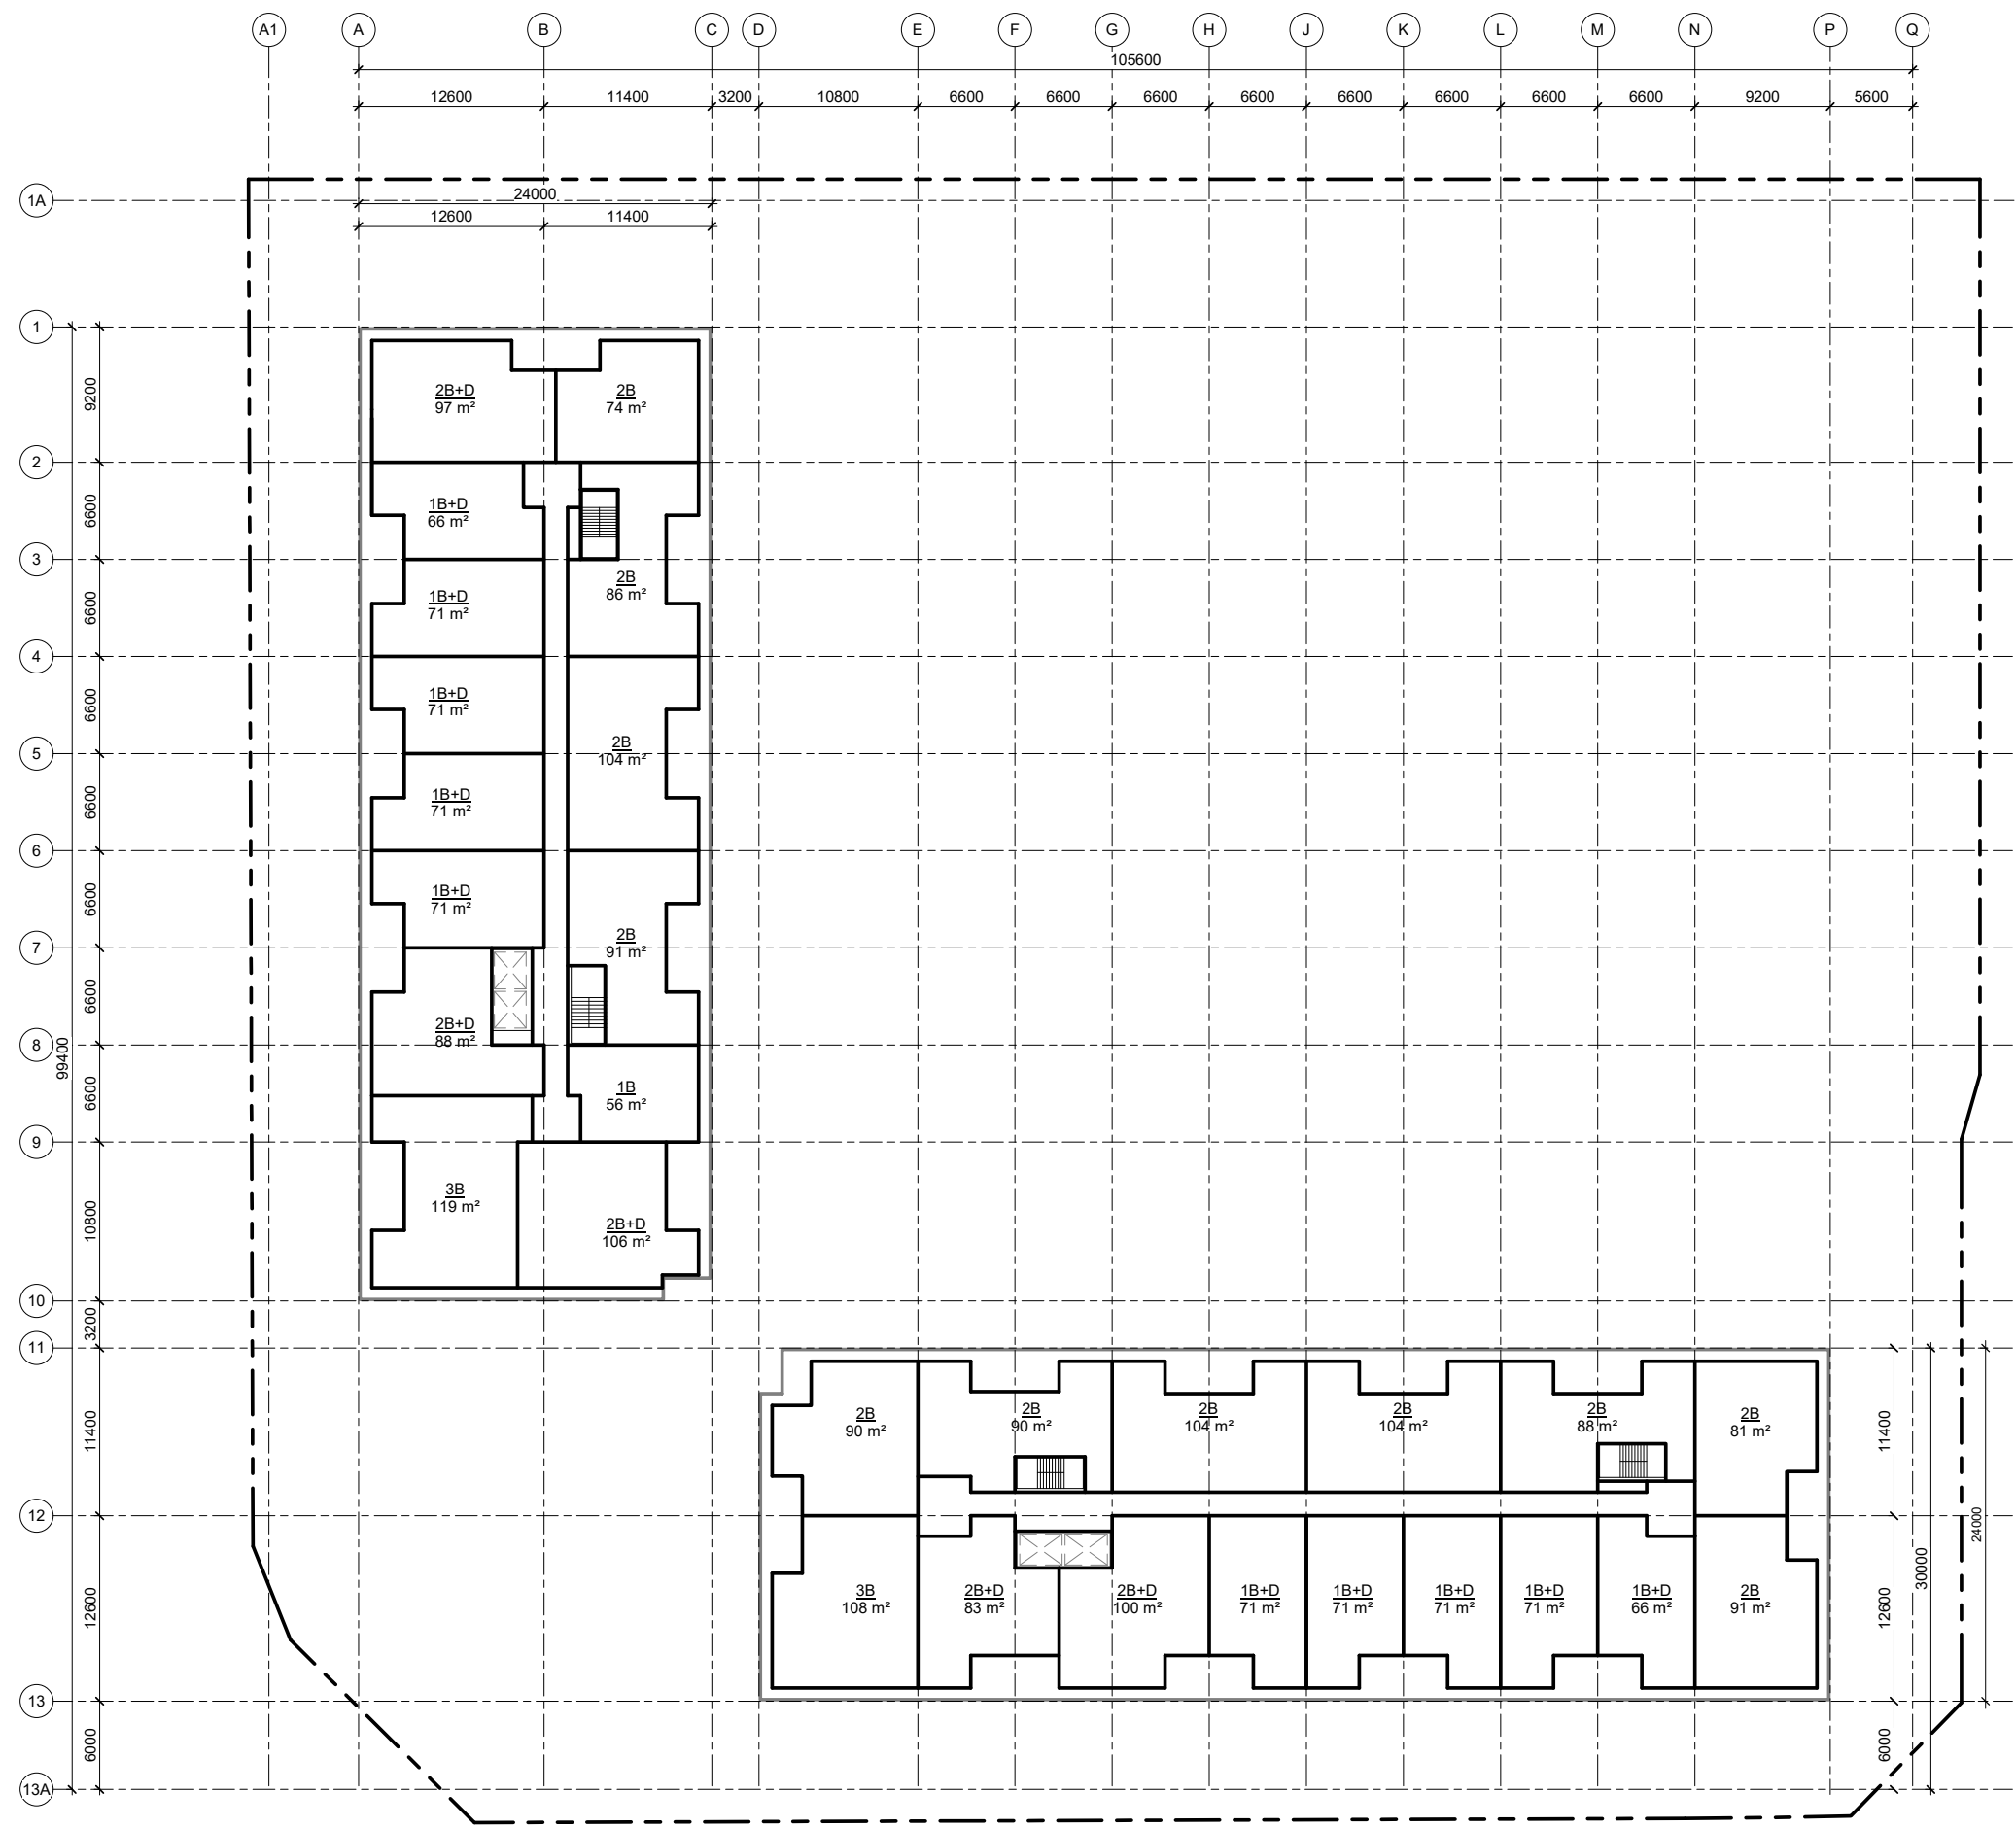 A1 A B C D E F G H J K L M N P Q
105600
12600 11400 3200 10800 6600 6600 6600 6600 6600 6600 6600 6600 9200 5600
1A
24000
12600 11400
1
9200
2B+D 2B
97 m² 74 m²
2
6600
1B+D
66 m²
3
2B
86 m²
6600
1B+D
71 m²
4
6600
1B+D
71 m²
5
2B
104 m²
6600
1B+D
71 m²
6
6600
1B+D
71 m²
2B
91 m²
7
6600
2B+D
88 m²
8
99400
6600
1B
56 m²
9
10800
3B
119 m²
2B+D
106 m²
10
3200
11
11400
2B 2B 2B 2B 2B 2B
90 m² 90 m² 104 m² 104 m² 88 m² 81 m²
11400
12
24000
30000
12600
3B 2B+D 2B+D 1B+D 1B+D 1B+D 1B+D 1B+D 2B
108 m² 83 m² 100 m² 71 m² 71 m² 71 m² 71 m² 66 m² 91 m²
12600
13
6000 6000
13A